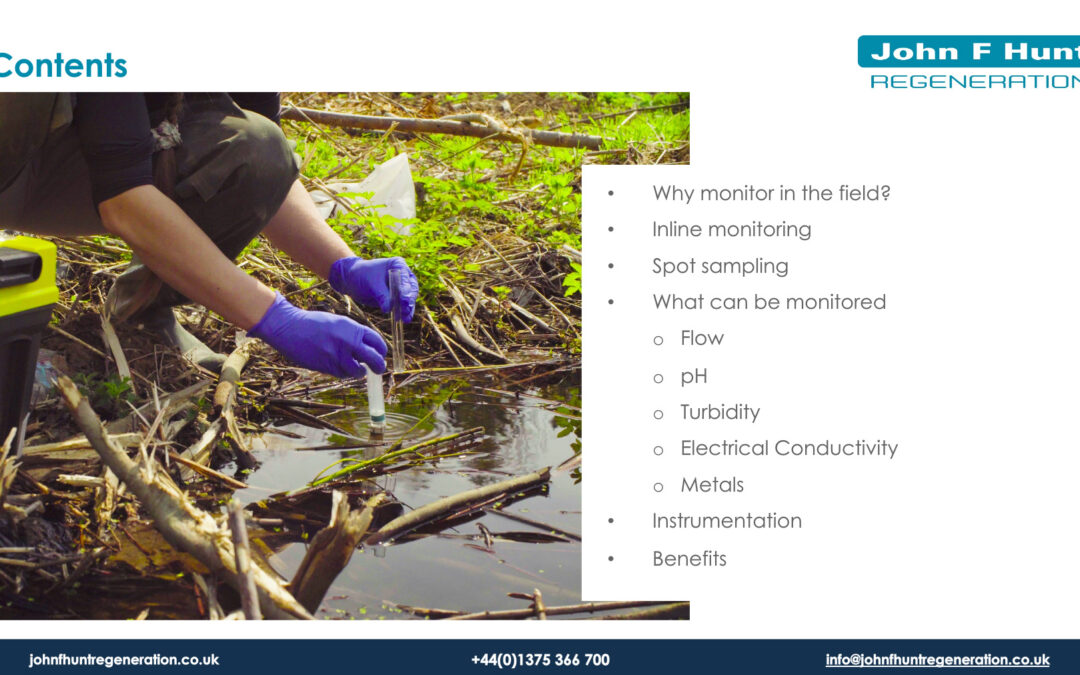 Contents
John F Hunt
REGENERATION
• Why monitor in the field?
• Inline monitoring
• Spot sampling
• What can be monitored
o Flow
o pH
o Turbidity
o Electrical Conductivity
o Metals
• Instrumentation
• Benefits
johnfhuntregeneration.co.uk
+44(0)1375 366 700
info@johnfhuntregeneration.co.uk